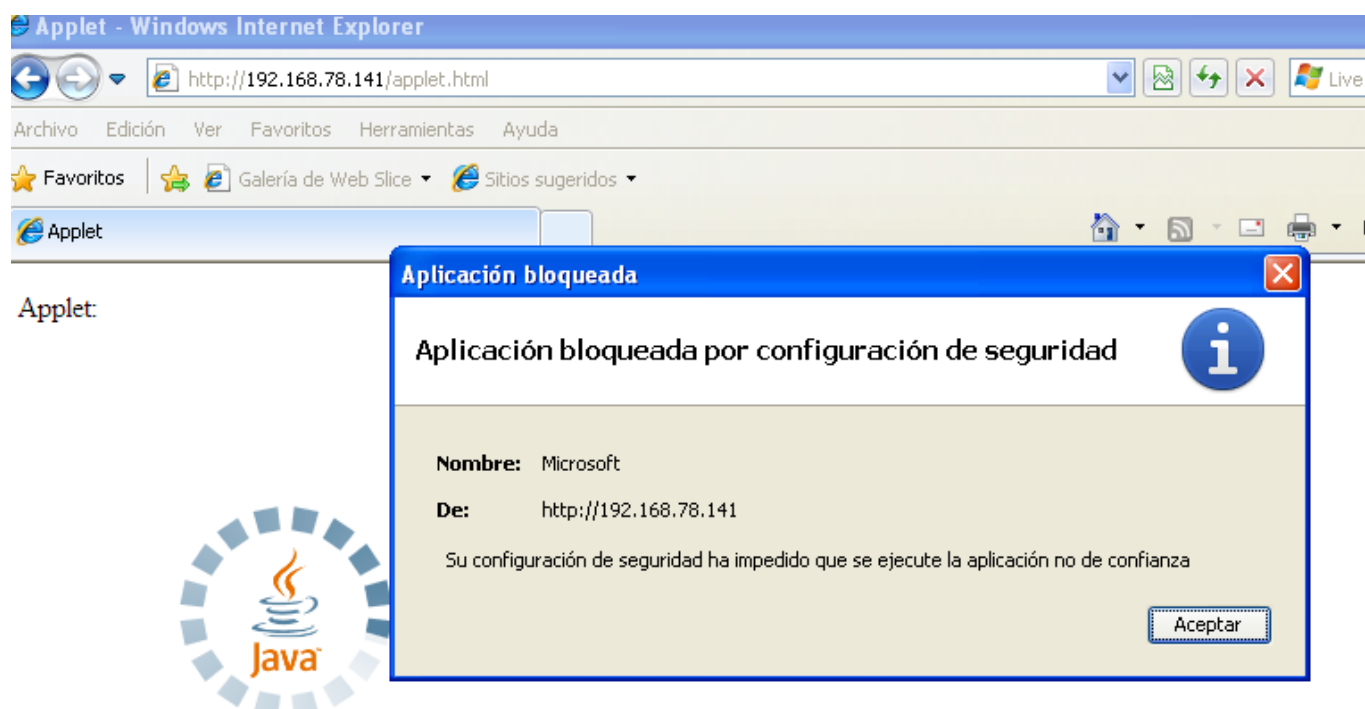 Applet - Windows Internet Explorer
http://192.168.78.141/applet.html
Live
Archivo Edición Ver Favoritos Herramientas Ayuda
Favoritos Galería de Web Slice Sitios sugeridos
Applet
Aplicación bloqueada
Applet:
Aplicación bloqueada por configuración de seguridad
Nombre: Microsoft
De: http://192.168.78.141
Su configuración de seguridad ha impedido que se ejecute la aplicación no de confianza
Aceptar
Java